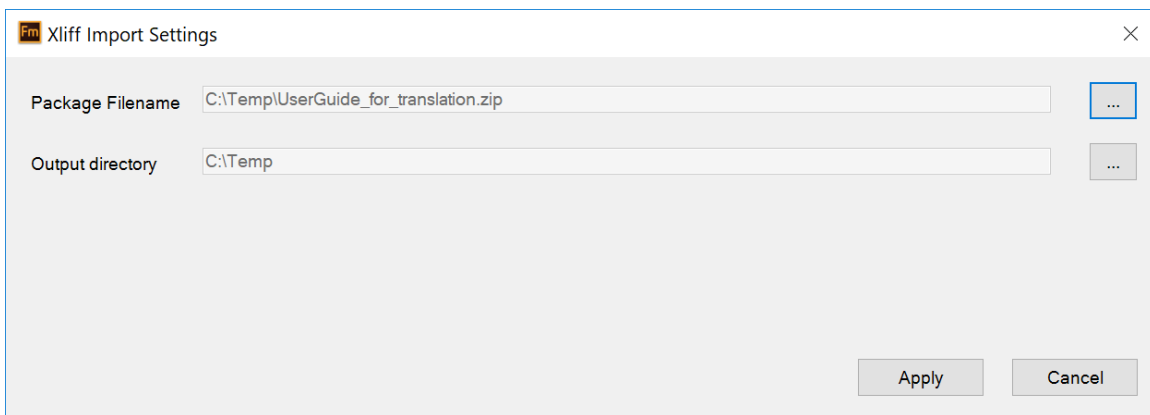 Fm Xliff Import Settings
Package Filename C:\Temp\UserGuide_for_translation.zip ...
Output directory C:\Temp ...
Apply Cancel